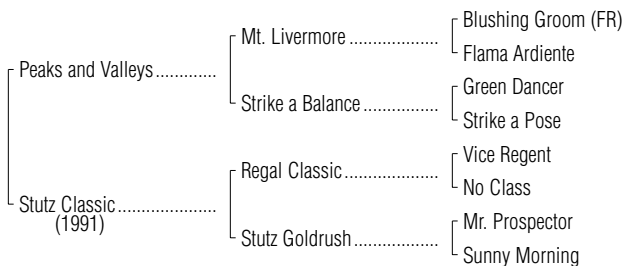 Blushing Groom (FR)
Mt. Livermore ....................
Flama Ardiente
Peaks and Valleys .............
Green Dancer
Strike a Balance .................
Strike a Pose
Vice Regent
Regal Classic .....................
No Class
Stutz Classic .....................
(1991)
Mr. Prospector
Stutz Goldrush ...................
Sunny Morning